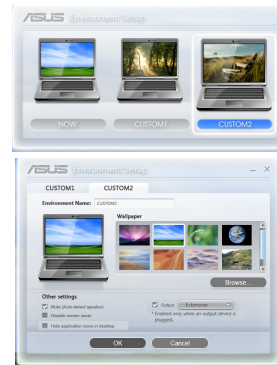 ASUS Environment Setup
NOW
CUSTOM1
CUSTOM2
ASUS Environment Setup
CUSTOM1
CUSTOM2
Environment Name: CUSTOM2
Wallpaper
Browse...
Other settings
Mute (Auto-detect speaker)
Disable screen saver
Hide application icons in desktop
Output Extension
* Enabled only when an output device is
plugged.
OK
Cancel